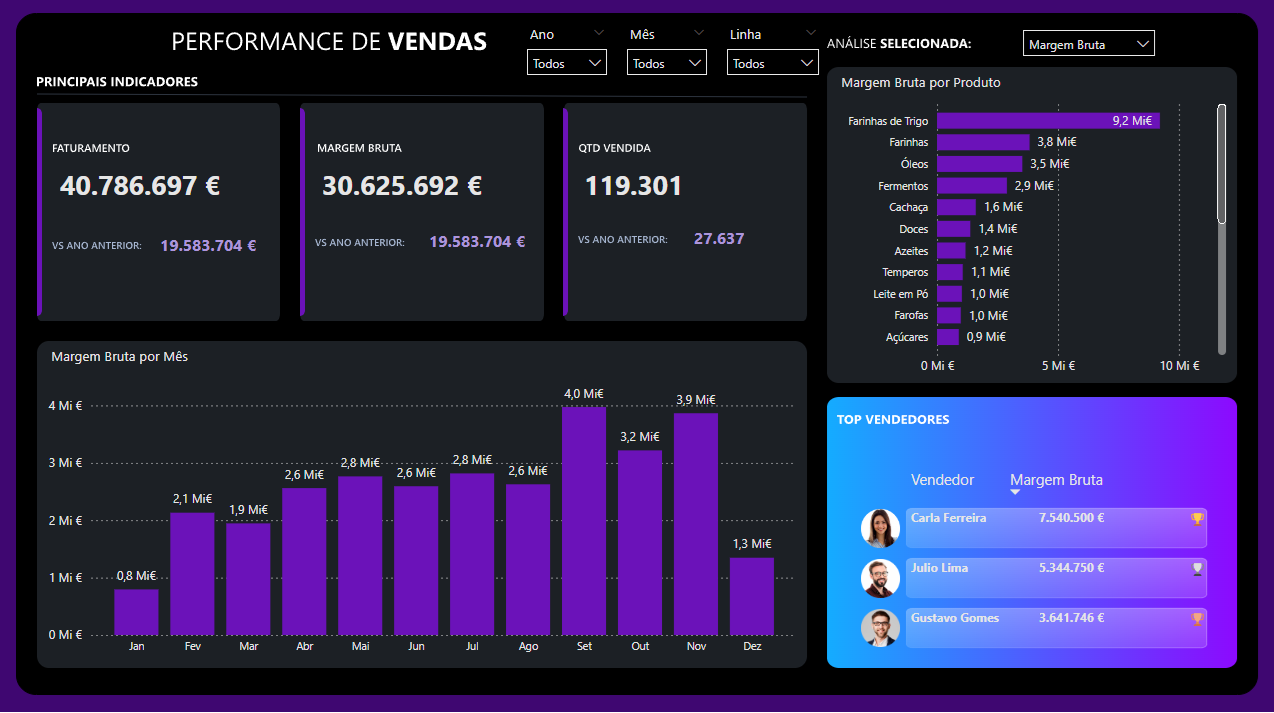 PERFORMANCE DE VENDAS
Ano
Mês
Linha
Todos
Todos
Todos
ANÁLISE SELECIONADA:
Margem Bruta
PRINCIPAIS INDICADORES
FATURAMENTO
40.786.697 €
VS ANO ANTERIOR:
19.583.704 €
MARGEM BRUTA
30.625.692 €
VS ANO ANTERIOR:
19.583.704 €
QTD VENDIDA
119.301
VS ANO ANTERIOR:
27.637
Margem Bruta por Produto
Farinhas de Trigo 9,2 Mi€
Farinhas 3,8 Mi€
Óleos 3,5 Mi€
Fermentos 2,9 Mi€
Cachaça 1,6 Mi€
Doces 1,4 Mi€
Azeites 1,2 Mi€
Temperos 1,1 Mi€
Leite em Pó 1,0 Mi€
Farofas 1,0 Mi€
Açúcares 0,9 Mi€
0 Mi € 5 Mi € 10 Mi €
Margem Bruta por Mês
4 Mi €
3 Mi €
2 Mi €
1 Mi €
0 Mi €
0,8 Mi€
2,1 Mi€
1,9 Mi€
2,6 Mi€
2,8 Mi€
2,6 Mi€
2,8 Mi€
2,6 Mi€
4,0 Mi€
3,2 Mi€
3,9 Mi€
1,3 Mi€
Jan Fev Mar Abr Mai Jun Jul Ago Set Out Nov Dez
TOP VENDEDORES
Vendedor Margem Bruta
Carla Ferreira 7.540.500 €
Julio Lima 5.344.750 €
Gustavo Gomes 3.641.746 €